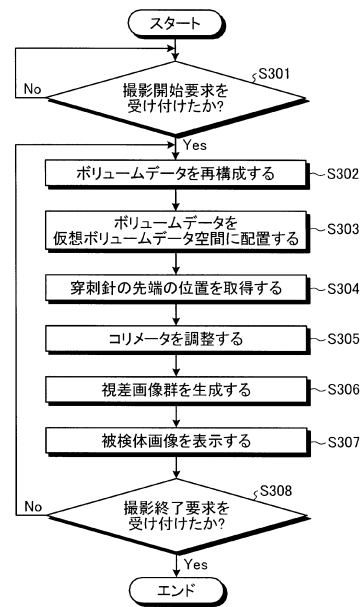 スタート
S301
No
撮影開始要求を
受け付けたか?
Yes
ボリュームデータを再構成する
S302
ボリュームデータを
仮想ボリュームデータ空間に配置する
S303
穿刺針の先端の位置を取得する
S304
コリメータを調整する
S305
視差画像群を生成する
S306
被検体画像を表示する
S307
S308
No
撮影終了要求を
受け付けたか?
Yes
エンド